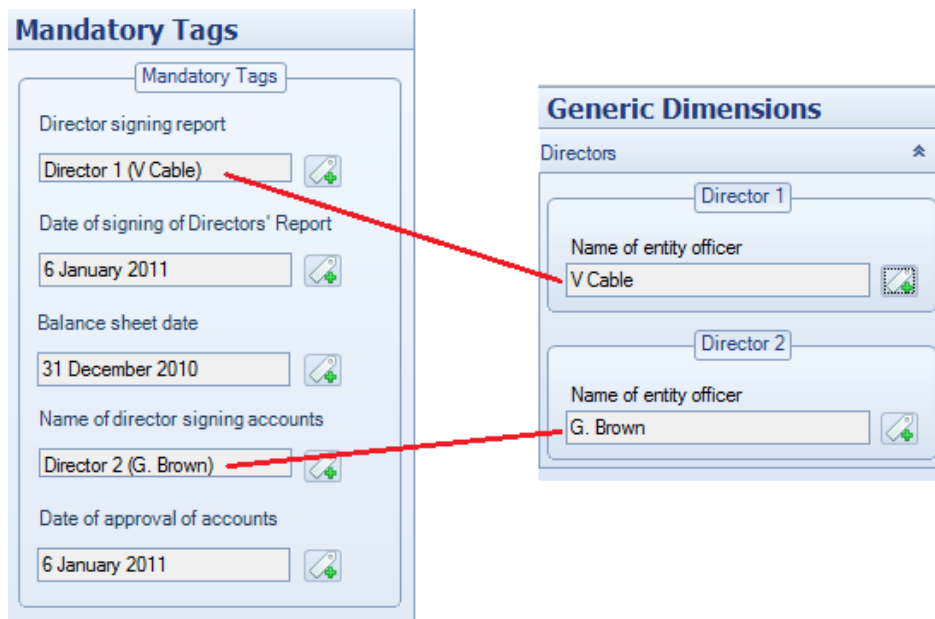 Mandatory Tags
Mandatory Tags
Director signing report
Director 1 (V Cable)
Date of signing of Directors' Report
6 January 2011
Balance sheet date
31 December 2010
Name of director signing accounts
Director 2 (G. Brown)
Date of approval of accounts
6 January 2011
Generic Dimensions
Directors
Director 1
Name of entity officer
V Cable
Director 2
Name of entity officer
G. Brown